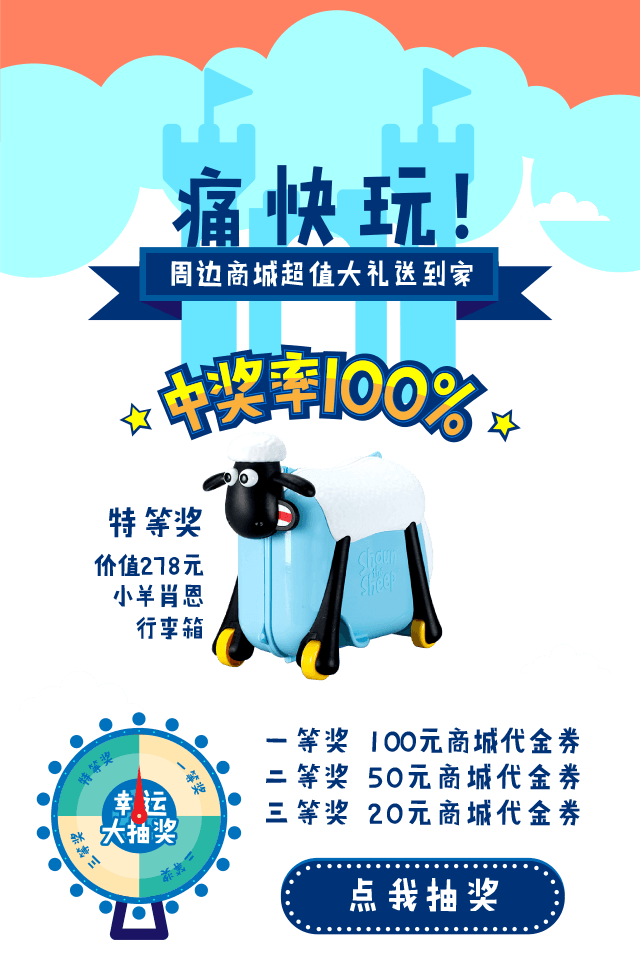 痛快玩!
周边商城超值大礼送到家
中奖率100%
特等奖
价值278元
小羊肖恩
行李箱
Shaun
the
Sheep
一等奖 100元商城代金券
二等奖 50元商城代金券
三等奖 20元商城代金券
特等奖
一等奖
幸运
大抽奖
三等奖
二等奖
点我抽奖